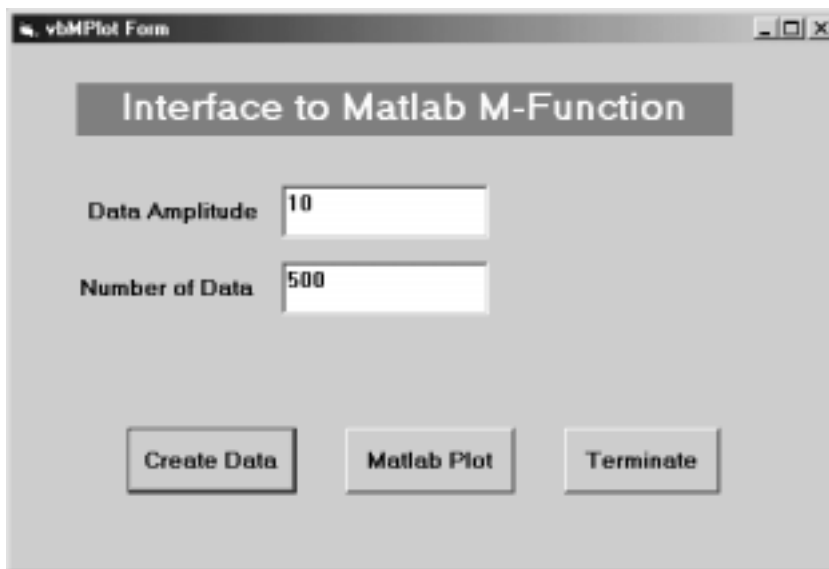 vbMPlot Form
Interface to Matlab M-Function
Data Amplitude 10
Number of Data 500
Create Data Matlab Plot Terminate